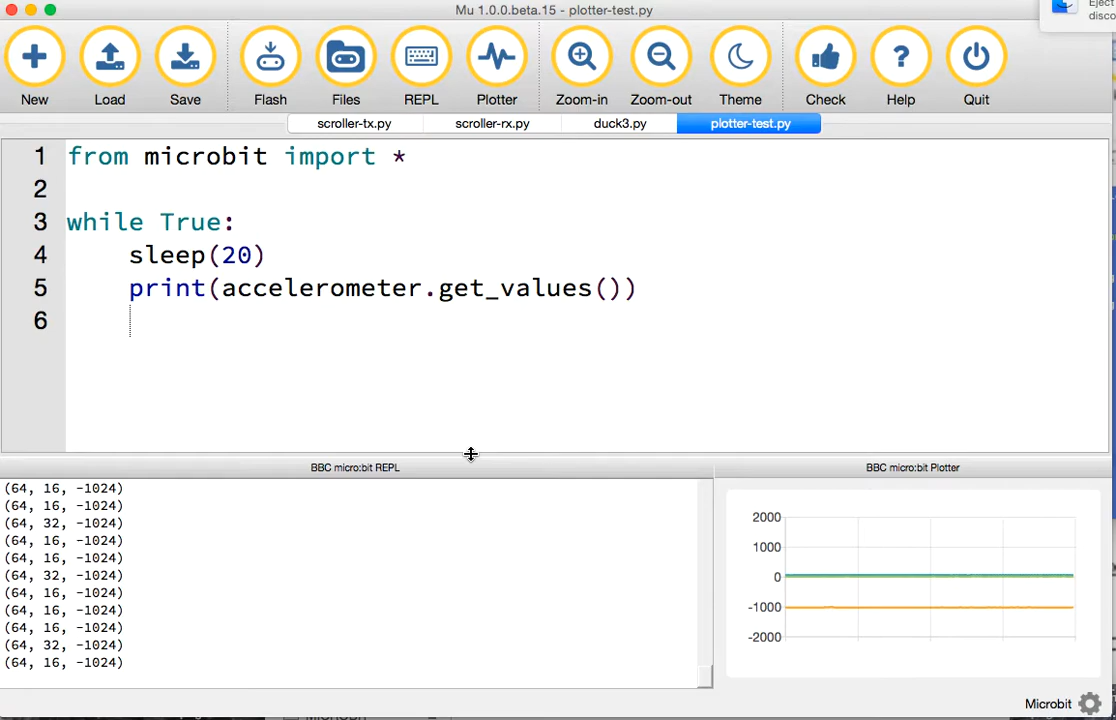 Mu 1.0.0.beta.15 - plotter-test.py
Eject
disco
New Load Save Flash Files REPL Plotter Zoom-in Zoom-out Theme Check Help Quit
scroller-tx.py scroller-rx.py duck3.py plotter-test.py
1 from microbit import *
2
3 while True:
4 sleep(20)
5 print(accelerometer.get_values())
6
BBC micro:bit REPL
(64, 16, -1024)
(64, 16, -1024)
(64, 32, -1024)
(64, 16, -1024)
(64, 16, -1024)
(64, 32, -1024)
(64, 16, -1024)
(64, 16, -1024)
(64, 16, -1024)
(64, 32, -1024)
(64, 16, -1024)
BBC micro:bit Plotter
2000
1000
0
-1000
-2000
Microbit